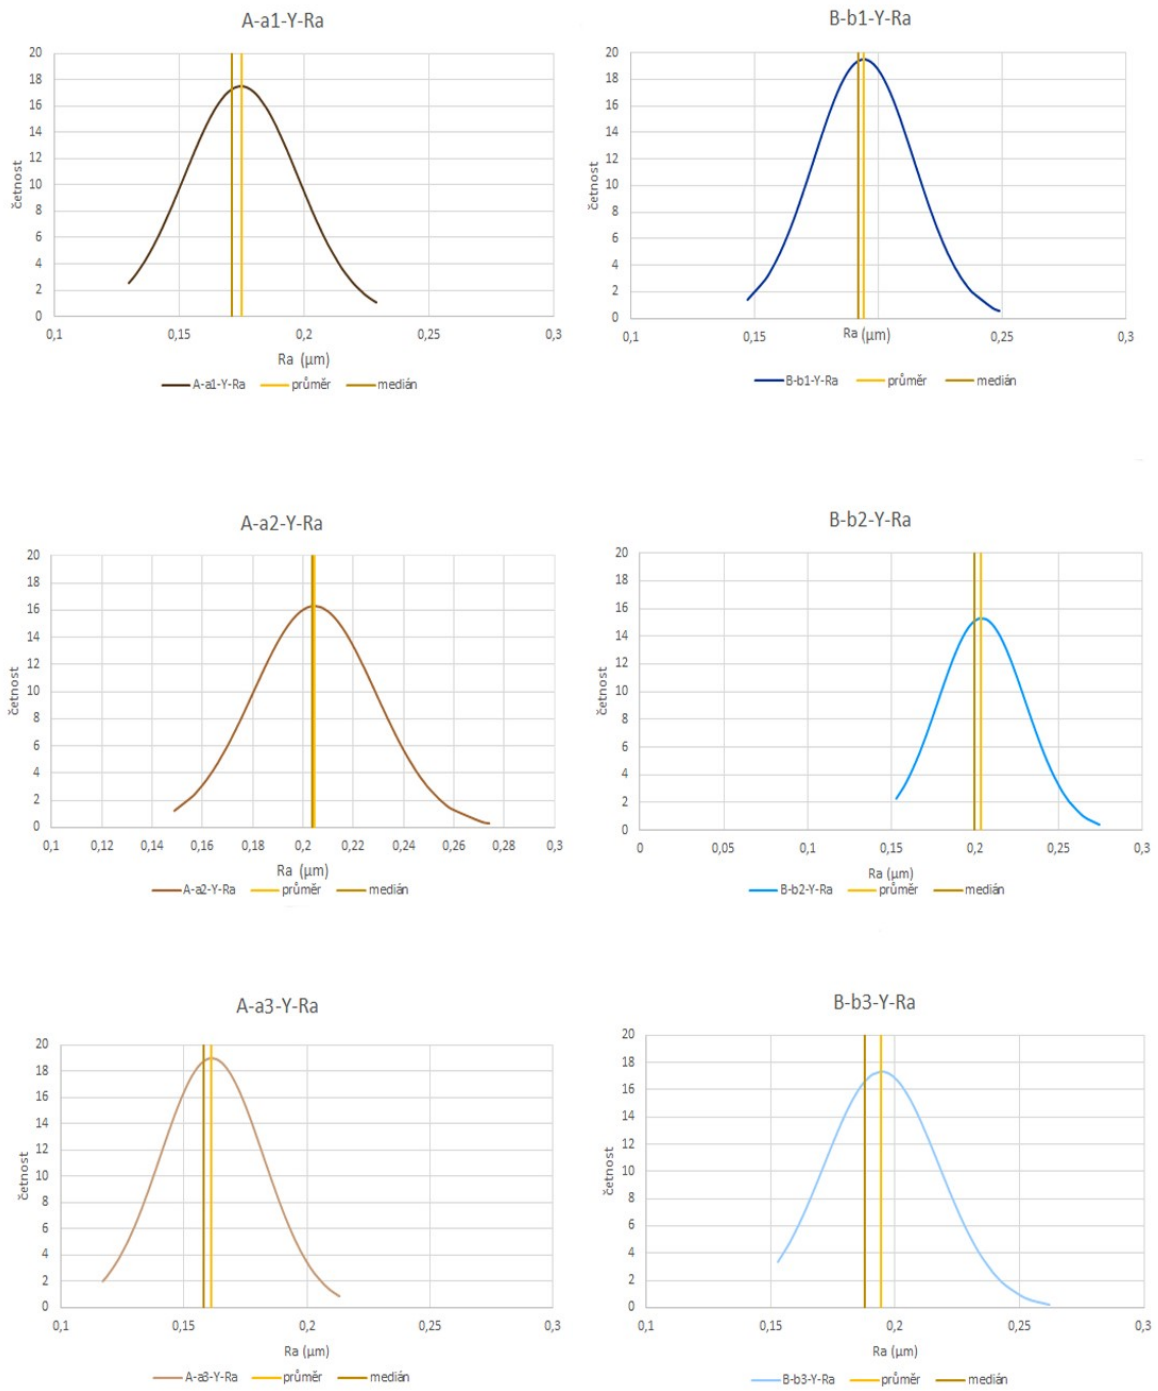 A-a1-Y-Ra
20
18
16
14
12
10
8
6
4
2
0
četnost
0,1 0,15 0,2 0,25 0,3
Ra (µm)
A-a1-Y-Ra průměr medián
B-b1-Y-Ra
20
18
16
14
12
10
8
6
4
2
0
četnost
0,1 0,15 0,2 0,25 0,3
Ra (µm)
B-b1-Y-Ra průměr medián
A-a2-Y-Ra
20
18
16
14
12
10
8
6
4
2
0
četnost
0,1 0,12 0,14 0,16 0,18 0,2 0,22 0,24 0,26 0,28 0,3
Ra (µm)
A-a2-Y-Ra průměr medián
B-b2-Y-Ra
20
18
16
14
12
10
8
6
4
2
0
četnost
0 0,05 0,1 0,15 0,2 0,25 0,3
Ra (µm)
B-b2-Y-Ra průměr medián
A-a3-Y-Ra
20
18
16
14
12
10
8
6
4
2
0
četnost
0,1 0,15 0,2 0,25 0,3
Ra (µm)
A-a3-Y-Ra průměr medián
B-b3-Y-Ra
20
18
16
14
12
10
8
6
4
2
0
četnost
0,1 0,15 0,2 0,25 0,3
Ra (µm)
B-b3-Y-Ra průměr medián